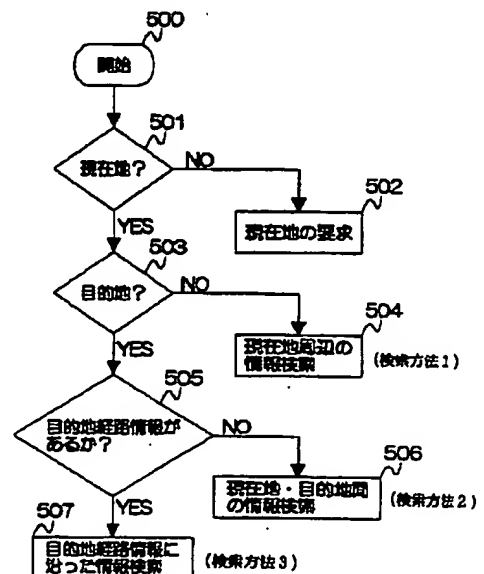 500
開始
501
現在地?
NO
502
現在地の要求
YES
503
目的地?
NO
504
現在地周辺の
情報検索
(検索方法1)
YES
505
目的地経路情報が
あるか?
NO
506
現在地・目的地間
の情報検索
(検索方法2)
YES
507
目的地経路情報に
沿った情報検索
(検索方法3)